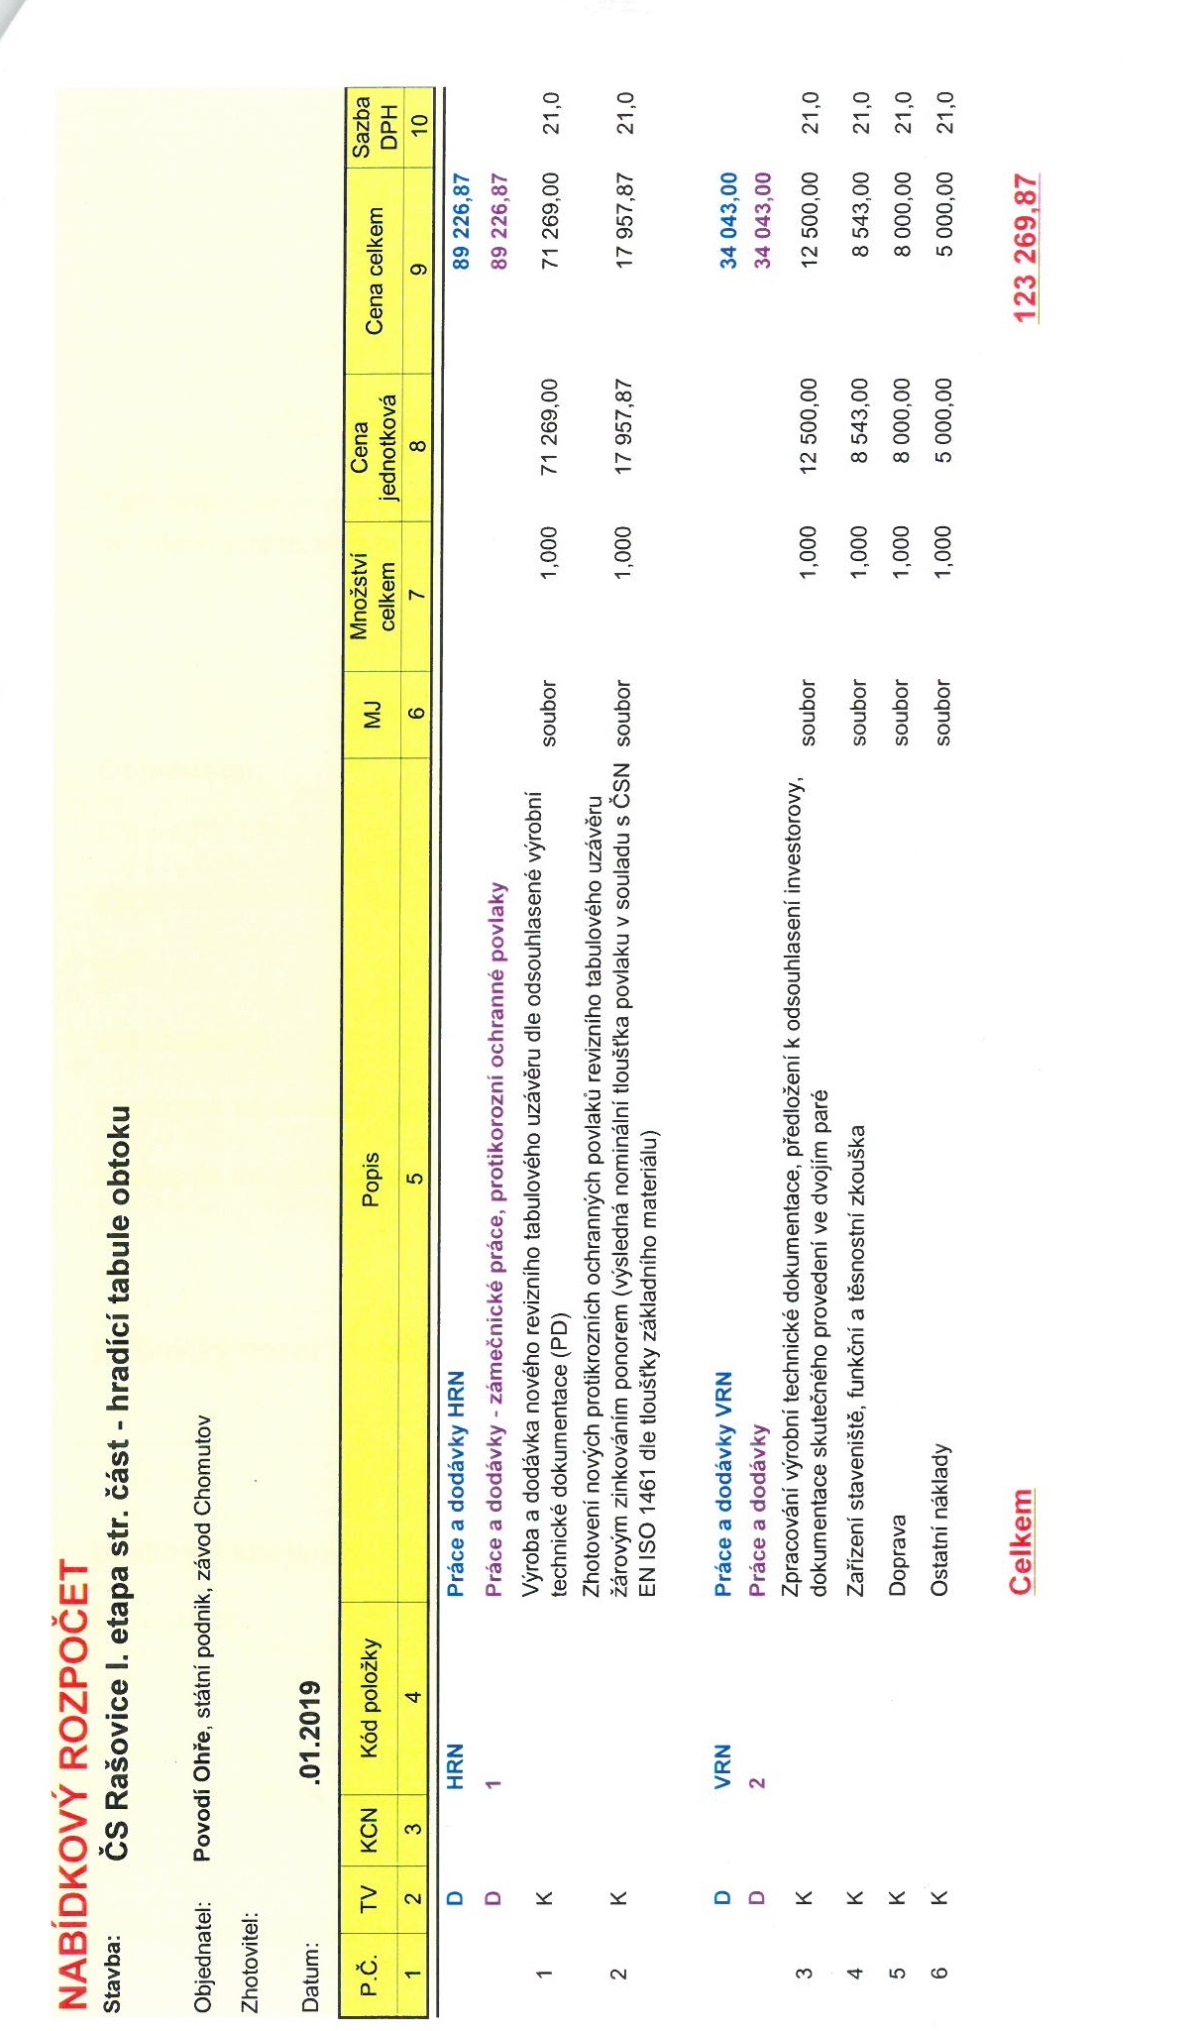 NABÍDKOVÝ ROZPOČET
Stavba: ČS Rašovice I. etapa str. část - hradící tabule obtoku
Objednatel: Povodí Ohře, státní podnik, závod Chomutov
Zhotovitel:
Datum: .01.2019
P.Č. TV KCN Kód položky Popis MJ Množství celkem Cena jednotková Cena celkem Sazba DPH
1 2 3 4 5 6 7 8 9 10
D HRN Práce a dodávky HRN 89 226,87
D 1 Práce a dodávky - zámečnické práce, protikorozní ochranné povlaky 89 226,87
Výroba a dodávka nového revizního tabulového uzávěru dle odsouhlasené výrobní
1 K technické dokumentace (PD) soubor 1,000 71 269,00 71 269,00 21,0
Zhotovení nových protikrozních ochranných povlaků revizního tabulového uzávěru
2 K žárovým zinkováním ponorem (výsledná nominální tloušťka povlaku v souladu s ČSN soubor 1,000 17 957,87 17 957,87 21,0
EN ISO 1461 dle tloušťky základního materiálu)
D VRN Práce a dodávky VRN 34 043,00
D 2 Práce a dodávky 34 043,00
Zpracování výrobní technické dokumentace, předložení k odsouhlasení investorovy,
3 K dokumentace skutečného provedení ve dvojím paré soubor 1,000 12 500,00 12 500,00 21,0
4 K Zařízení staveniště, funkční a těsnostní zkouška soubor 1,000 8 543,00 8 543,00 21,0
5 K Doprava soubor 1,000 8 000,00 8 000,00 21,0
6 K Ostatní náklady soubor 1,000 5 000,00 5 000,00 21,0
Celkem 123 269,87